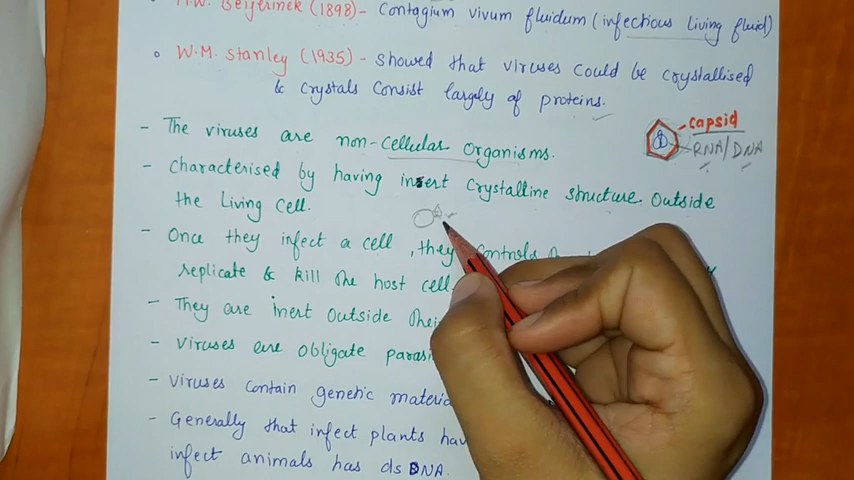 M.W. Beijerinek (1898) - Contagium vivum fluidum (infectious living fluid)
W.M. Stanley (1935) - Showed that viruses could be crystallised
& crystals consist largely of proteins.
capsid
RNA/DNA
- The viruses are non-cellular organisms.
- Characterised by having inert crystalline structure outside
the living cell.
- Once they infect a cell, they controls
replicate & kill the host cell
- They are inert outside their
- Viruses are obligate
- Viruses contain genetic
- Generally that infect plants
infect animals has ds DNA.